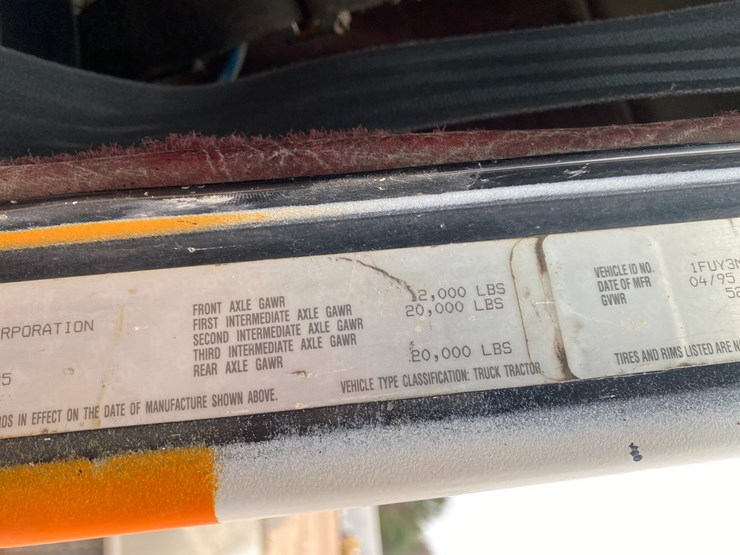 RPORATION
FRONT AXLE GAWR 2,000 LBS
FIRST INTERMEDIATE AXLE GAWR 20,000 LBS
SECOND INTERMEDIATE AXLE GAWR
THIRD INTERMEDIATE AXLE GAWR
REAR AXLE GAWR 20,000 LBS
5
DS IN EFFECT ON THE DATE OF MANUFACTURE SHOWN ABOVE.
VEHICLE TYPE CLASSIFICATION: TRUCK TRACTOR
VEHICLE ID NO. 1FUY3
DATE OF MFR 04/95
GVWR 52
TIRES AND RIMS LISTED ARE N